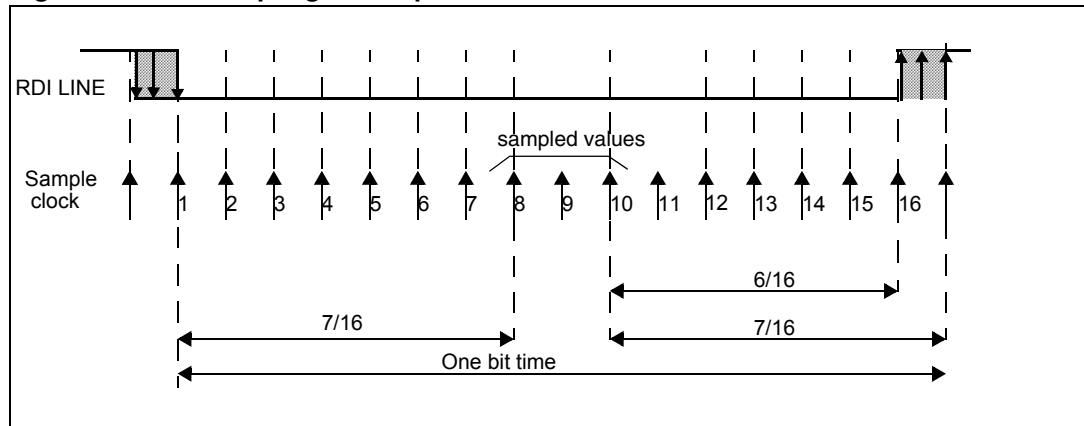 RDI LINE
sampled values
Sample
clock
1 2 3 4 5 6 7 8 9 10 11 12 13 14 15 16
6/16
7/16
7/16
One bit time